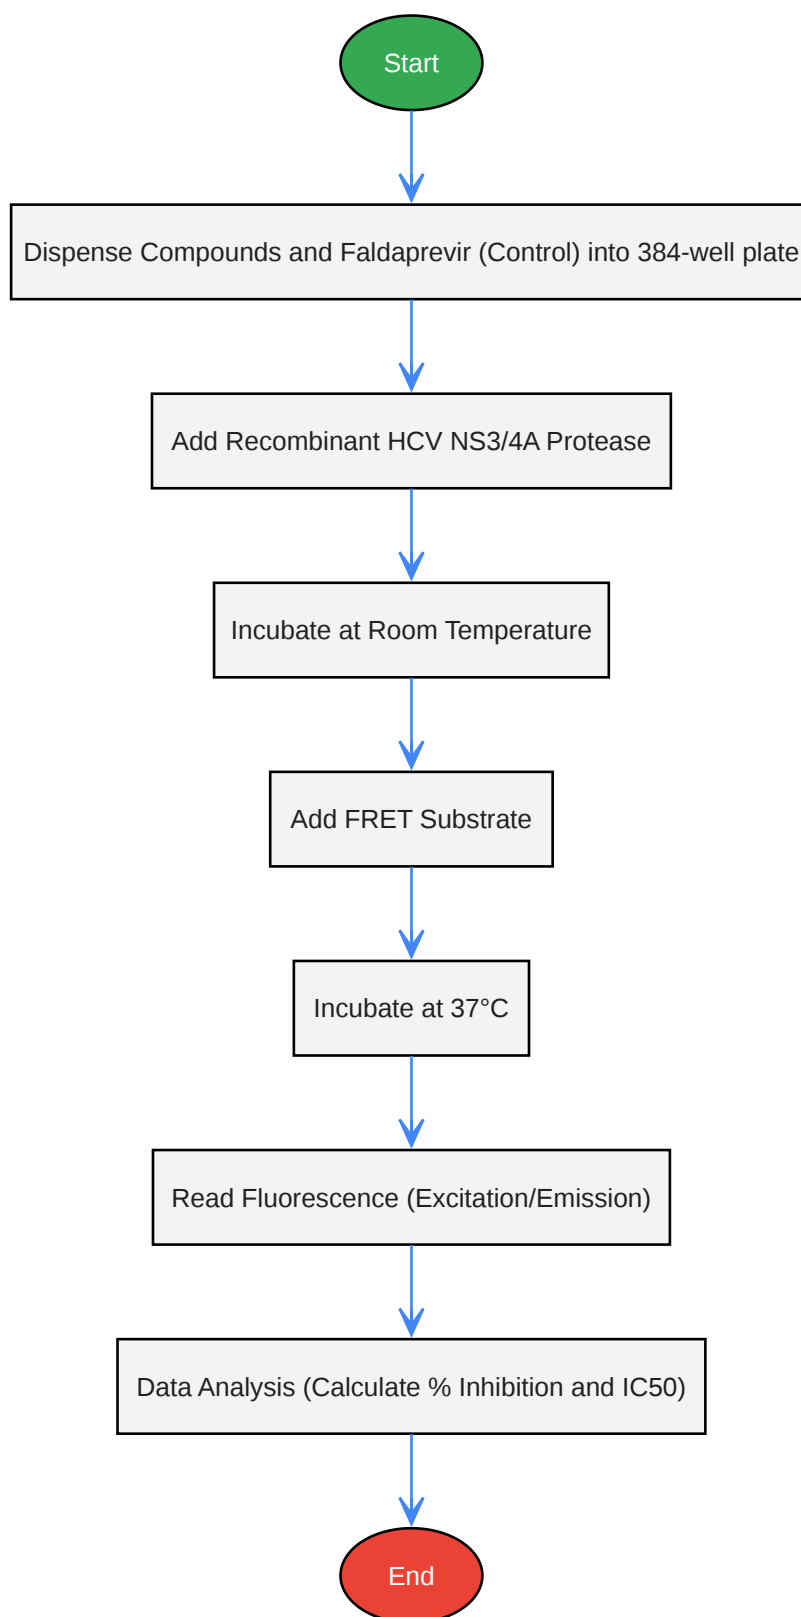 Start
Dispense Compounds and Faldaprevir (Control) into 384-well plate
Add Recombinant HCV NS3/4A Protease
Incubate at Room Temperature
Add FRET Substrate
Incubate at 37°C
Read Fluorescence (Excitation/Emission)
Data Analysis (Calculate % Inhibition and IC50)
End